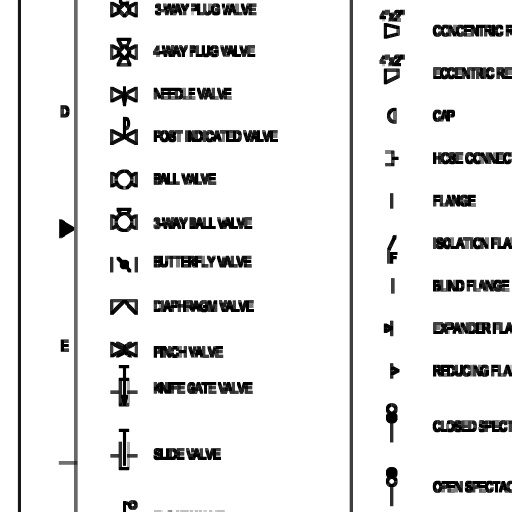 3-WAY PLUG VALVE
4-WAY PLUG VALVE
NEEDLE VALVE
POST INDICATED VALVE
BALL VALVE
3-WAY BALL VALVE
BUTTERFLY VALVE
DIAPHRAGM VALVE
PINCH VALVE
KNIFE GATE VALVE
SLIDE VALVE
D
E
4"x2"
CONCENTRIC R
4"x2"
ECCENTRIC RE
CAP
HOSE CONNECT
FLANGE
ISOLATION FLA
IF
BLIND FLANGE
EXPANDER FLA
REDUCING FLA
CLOSED SPECT
OPEN SPECTAC